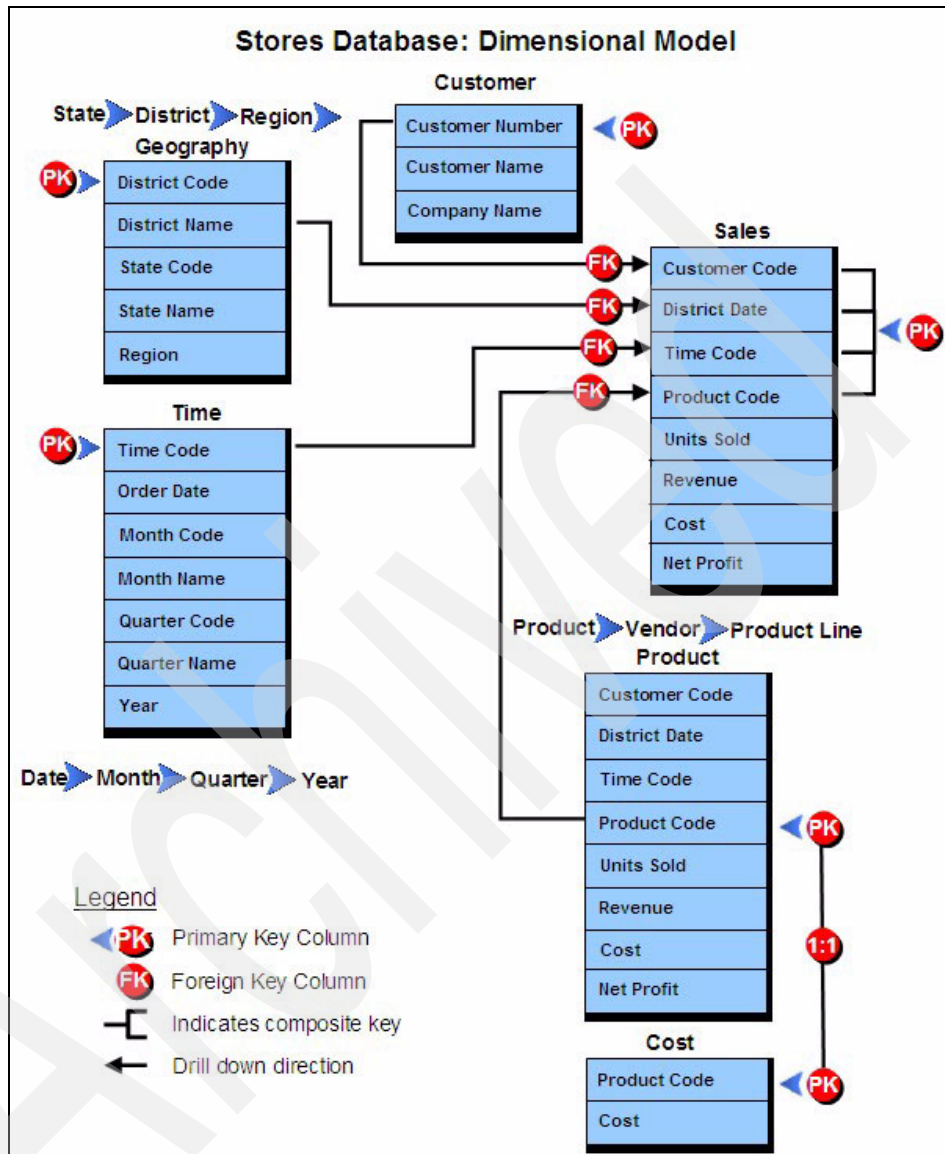 Stores Database: Dimensional Model
State District Region
Geography
PK
District Code
District Name
State Code
State Name
Region
Customer
Customer Number
PK
Customer Name
Company Name
Sales
FK
Customer Code
FK
District Date
FK
Time Code
FK
Product Code
PK
Units Sold
Revenue
Cost
Net Profit
Time
PK
Time Code
Order Date
Month Code
Month Name
Quarter Code
Quarter Name
Year
Date Month Quarter Year
Product Vendor Product Line
Product
Customer Code
District Date
Time Code
Product Code
PK
Units Sold
Revenue
Cost
Net Profit
1:1
Cost
Product Code
PK
Cost
Legend
PK Primary Key Column
FK Foreign Key Column
Indicates composite key
Drill down direction
Archived